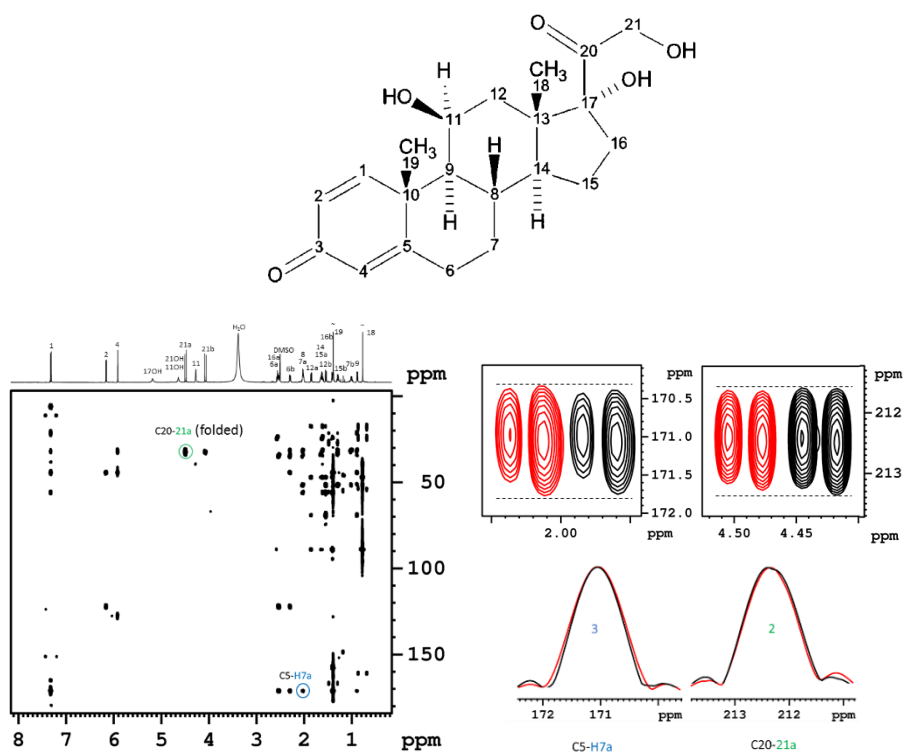 O
21
20
OH
H
CH3
18
OH
HO
12
17
11
13
CH3
16
19
H
1
9
14
15
2
10
8
H
H
3
5
7
O
4
6
H2O
1
2
4
17OH
21OH
11OH
21a
11
21b
DMSO
16a
6a
6b
8
7a
12a
14
15a
16b
12b
19
15b
7b
9
18
ppm
C20-21a (folded)
50
100
150
C5-H7a
8 7 6 5 4 3 2 1 ppm
ppm
170.5
171.0
171.5
172.0
2.00 ppm
ppm
212
213
4.50 4.45 ppm
3
172 171 ppm
C5-H7a
2
213 212 ppm
C20-21a